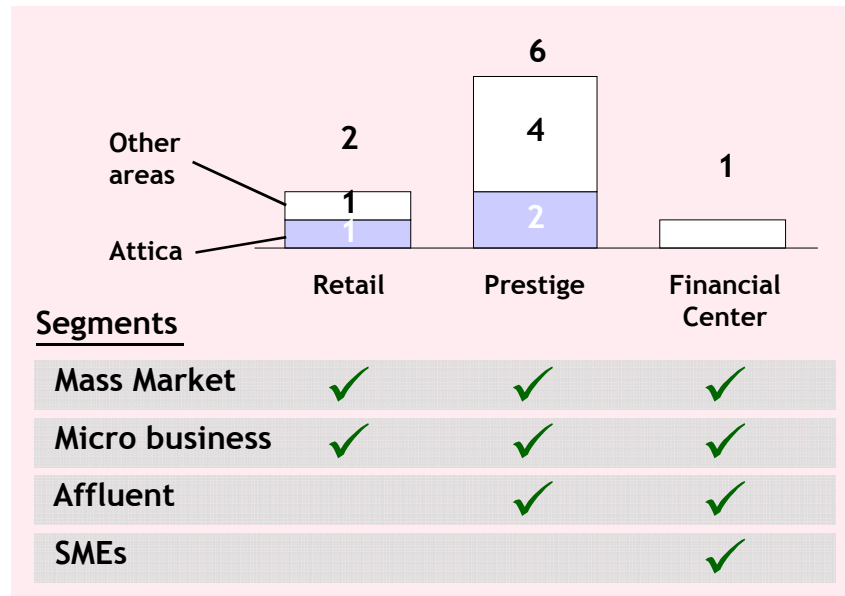 6
2
4
1
Other
areas
1
1
2
Attica
Retail
Prestige
Financial
Center
Segments
Mass Market
Micro business
Affluent
SMEs